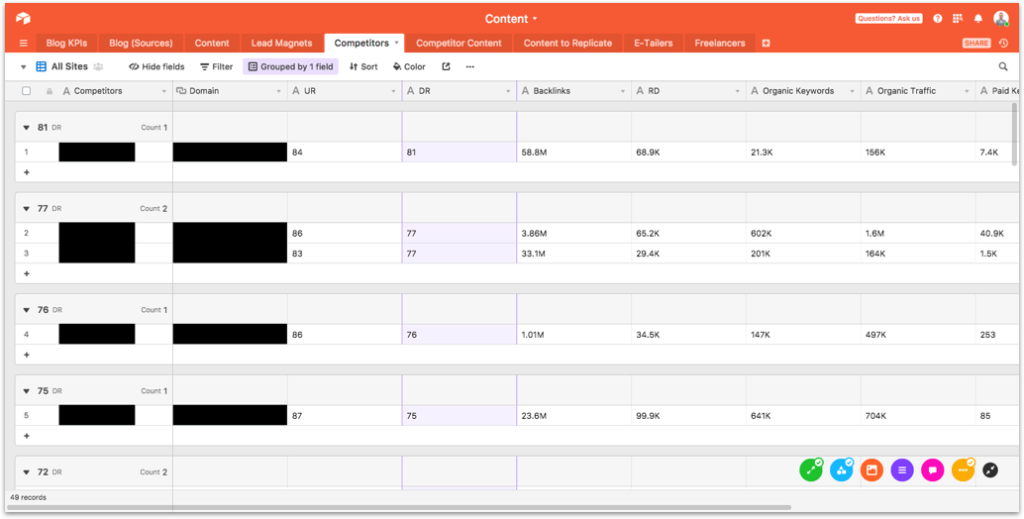 Content
Questions? Ask us
Blog KPIs Blog (Sources) Content Lead Magnets Competitors Competitor Content Content to Replicate E-Tailers Freelancers SHARE
All Sites Hide fields Filter Grouped by 1 field Sort Color
Competitors Domain UR DR Backlinks RD Organic Keywords Organic Traffic Paid Ke
81 DR Count 1
1 84 81 58.8M 68.9K 21.3K 156K 7.4K
+
77 DR Count 2
2 86 77 3.86M 65.2K 602K 1.6M 40.9K
3 83 77 33.1M 29.4K 201K 164K 1.5K
+
76 DR Count 1
4 86 76 1.01M 34.5K 147K 497K 253
+
75 DR Count 1
5 87 75 23.6M 99.9K 641K 704K 85
+
72 DR Count 2
49 records